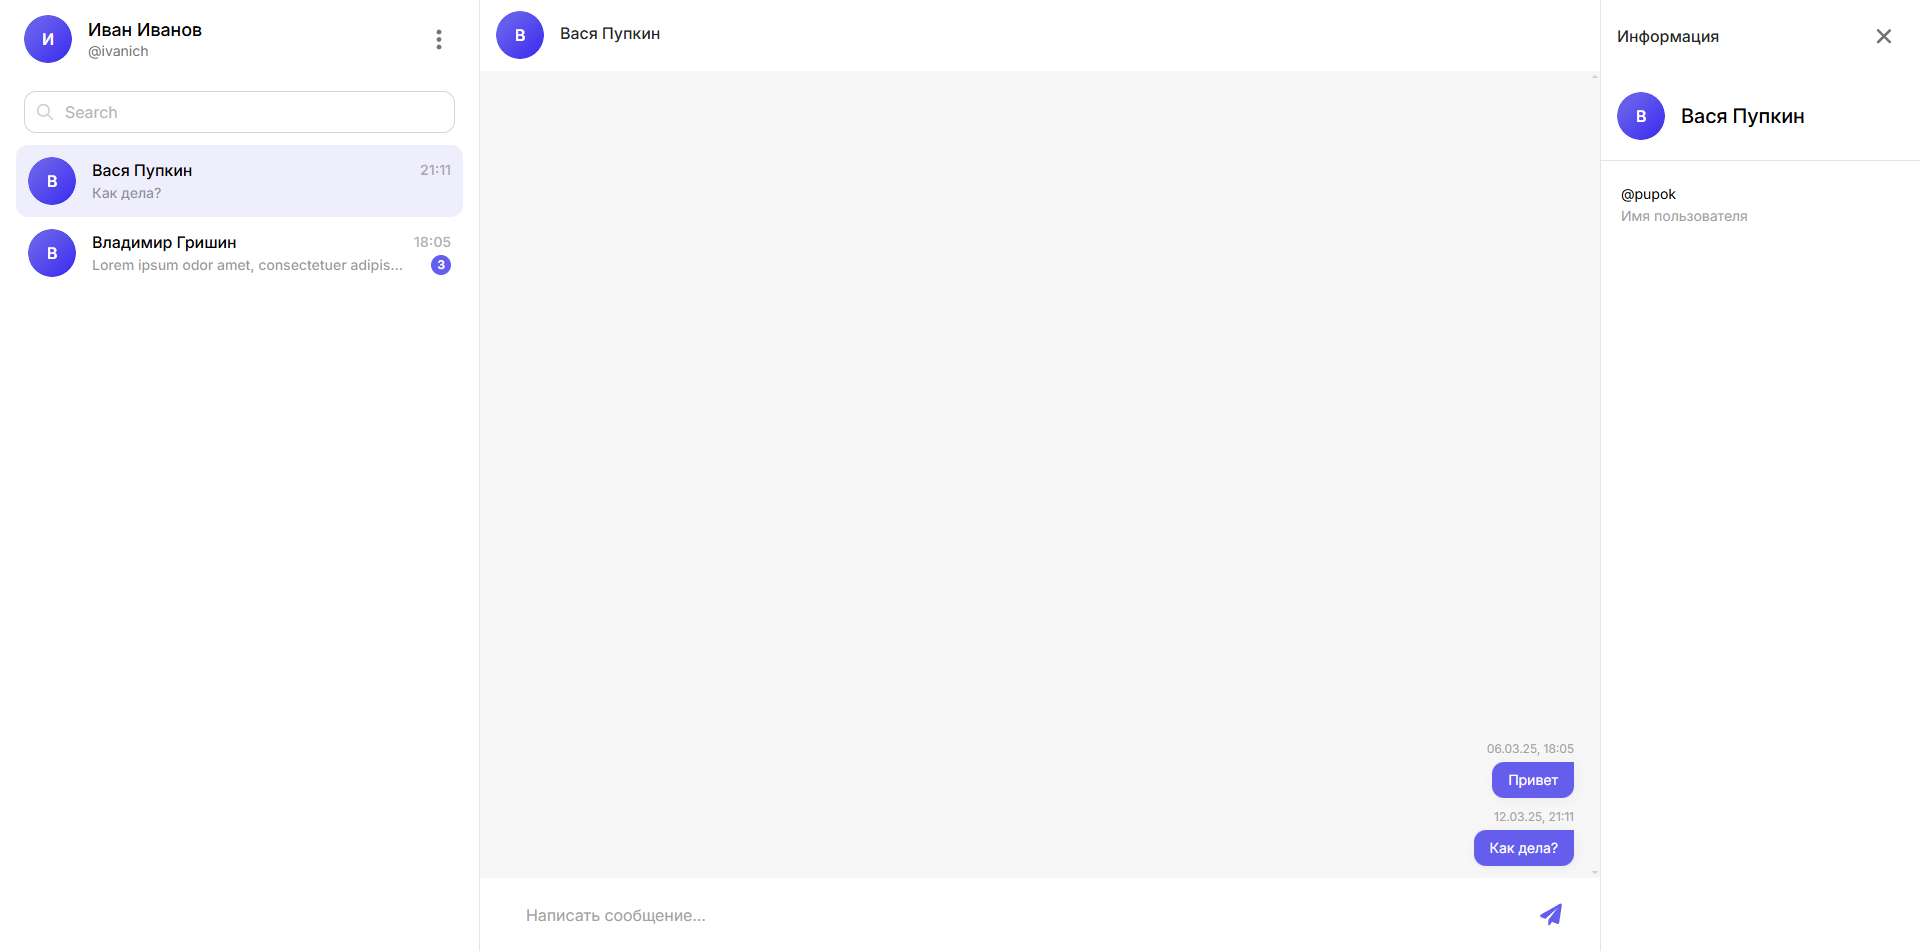 И
Иван Иванов
@ivanich
Search
В
Вася Пупкин
21:11
Как дела?
В
Владимир Гришин
18:05
Lorem ipsum odor amet, consectetuer adipis...
3
В
Вася Пупкин
06.03.25, 18:05
Привет
12.03.25, 21:11
Как дела?
Написать сообщение...
Информация
В
Вася Пупкин
@pupok
Имя пользователя